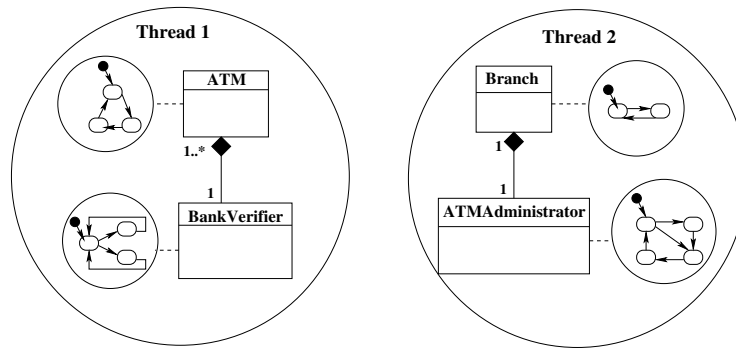 Thread 1
ATM
1..*
1
BankVerifier
Thread 2
Branch
1
1
ATMAdministrator